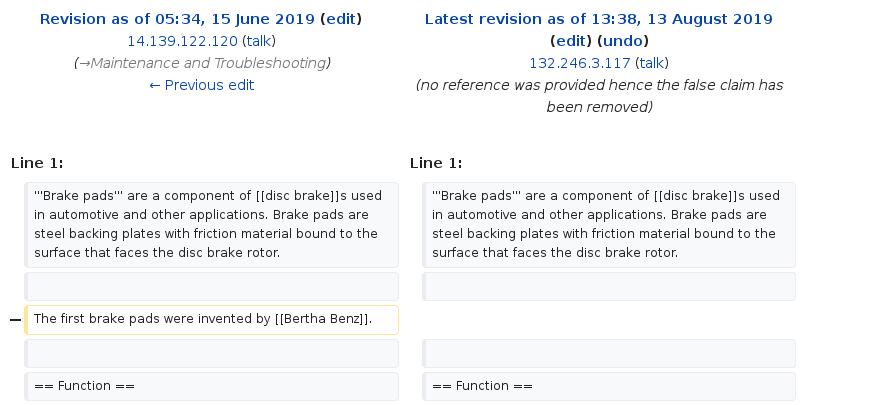 Revision as of 05:34, 15 June 2019 (edit)
14.139.122.120 (talk)
(→Maintenance and Troubleshooting)
← Previous edit
Latest revision as of 13:38, 13 August 2019
(edit) (undo)
132.246.3.117 (talk)
(no reference was provided hence the false claim has
been removed)
Line 1:
Line 1:
'''Brake pads''' are a component of [[disc brake]]s used
in automotive and other applications. Brake pads are
steel backing plates with friction material bound to the
surface that faces the disc brake rotor.
'''Brake pads''' are a component of [[disc brake]]s used
in automotive and other applications. Brake pads are
steel backing plates with friction material bound to the
surface that faces the disc brake rotor.
− The first brake pads were invented by [[Bertha Benz]].
== Function ==
== Function ==